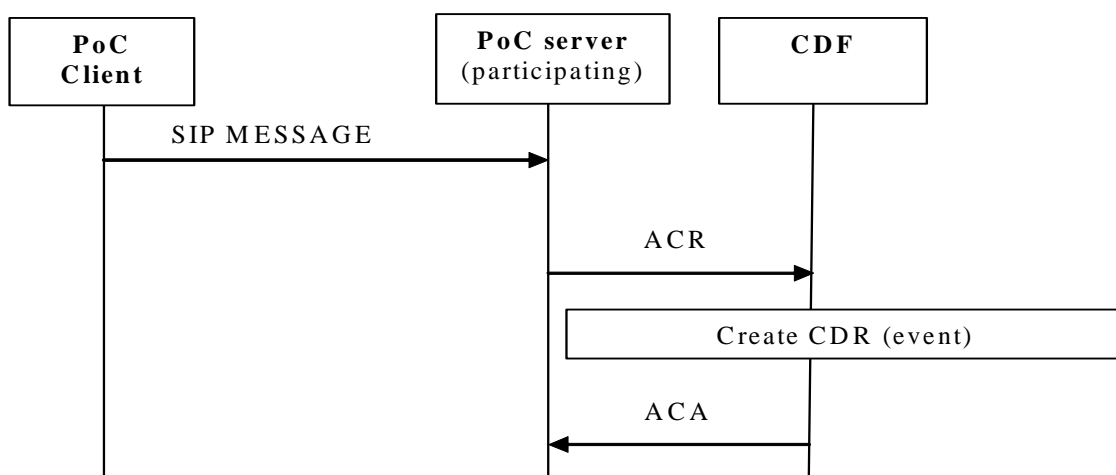 PoC
Client
PoC server
(participating)
CDF
SIP MESSAGE
ACR
Create CDR (event)
ACA